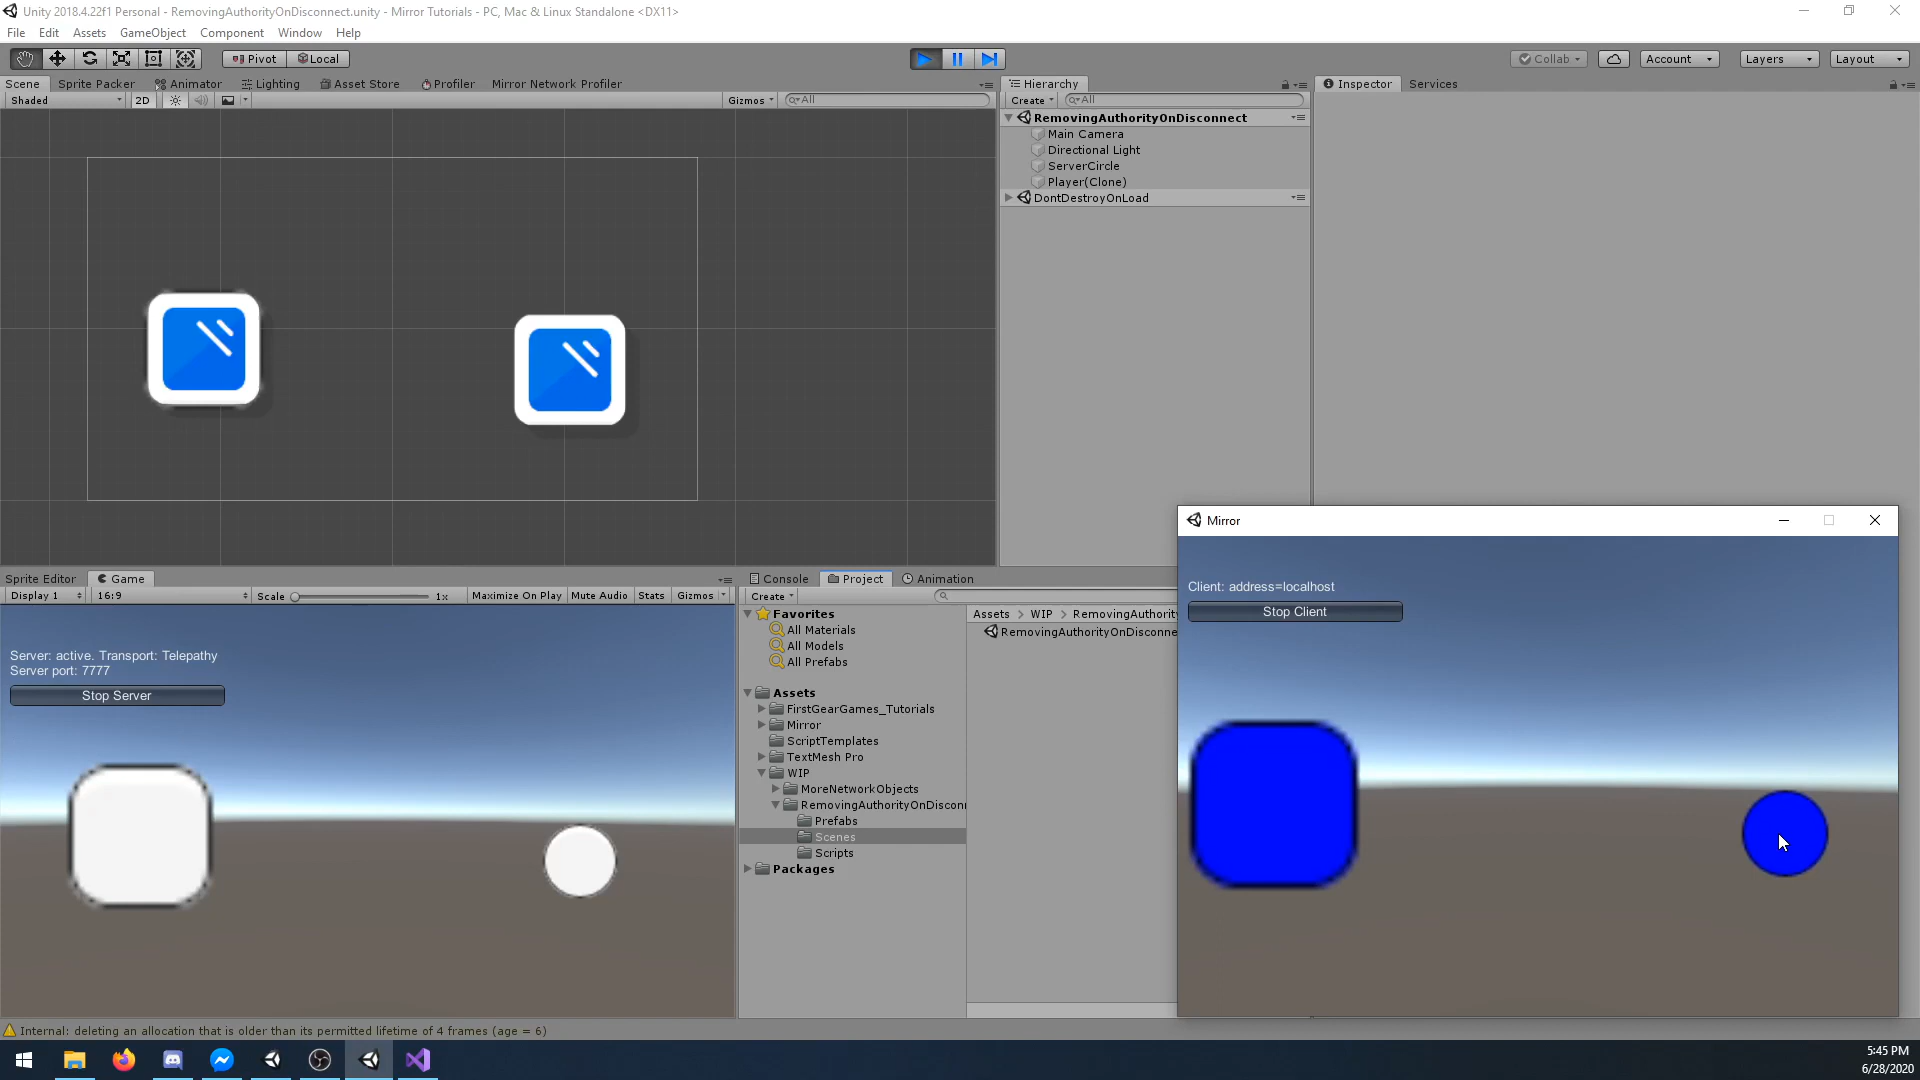 Unity 2018.4.22f1 Personal - RemovingAuthorityOnDisconnect.unity - Mirror Tutorials - PC, Mac & Linux Standalone <DX11>
File Edit Assets GameObject Component Window Help
Pivot Local Collab Account Layers Layout
Scene Sprite Packer Animator Lighting Asset Store Profiler Mirror Network Profiler
Shaded 2D Gizmos All
Hierarchy
Create All
RemovingAuthorityOnDisconnect
Main Camera
Directional Light
ServerCircle
Player(Clone)
DontDestroyOnLoad
Inspector Services
Sprite Editor Game
Display 1 16:9 Scale 1x Maximize On Play Mute Audio Stats Gizmos
Server: active. Transport: Telepathy
Server port: 7777
Stop Server
Console Project Animation
Create
Favorites
All Materials
All Models
All Prefabs
Assets
FirstGearGames_Tutorials
Mirror
ScriptTemplates
TextMesh Pro
WIP
MoreNetworkObjects
RemovingAuthorityOnDisconn
Prefabs
Scenes
Scripts
Packages
Assets > WIP > RemovingAuthority
RemovingAuthorityOnDisconne
Mirror
Client: address=localhost
Stop Client
Internal: deleting an allocation that is older than its permitted lifetime of 4 frames (age = 6)
5:45 PM
6/28/2020